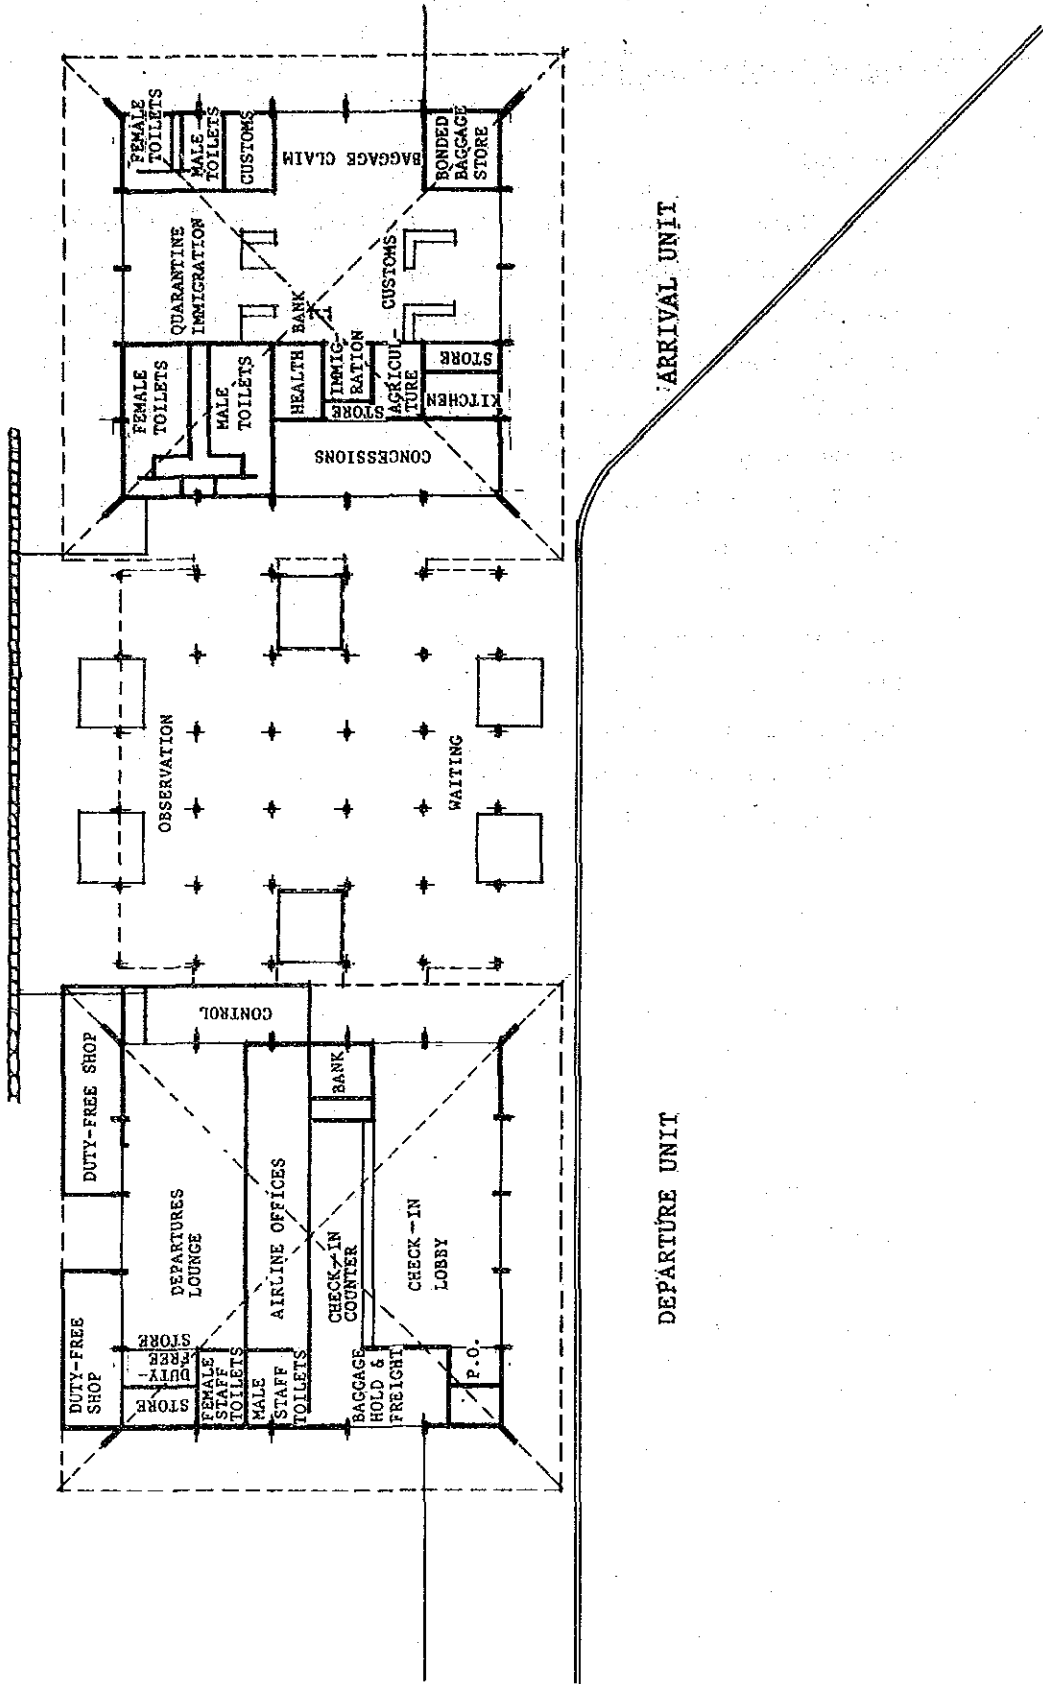 DUTY-FREE
SHOP
DUTY-FREE SHOP
STORE
DUTY-
FREE
STORE
DEPARTURES
LOUNGE
CONTROL
FEMALE
STAFF
TOILETS
MALE
STAFF
TOILETS
AIRLINE OFFICES
BANK
BAGGAGE
HOLD &
FREIGHT
CHECK-IN
COUNTER
CHECK-IN
LOBBY
P.O.
DEPARTURE UNIT
OBSERVATION
WAITING
FEMALE
TOILETS
MALE
TOILETS
QUARANTINE
IMMIGRATION
FEMALE
TOILETS
MALE
TOILETS
CUSTOMS
HEALTH
BANK
IMMIG-
RATION
STORE
AGRICUL-
TURE
CONCESSIONS
KITCHEN
STORE
CUSTOMS
BAGGAGE CLAIM
BONDED
BAGGAGE
STORE
ARRIVAL UNIT